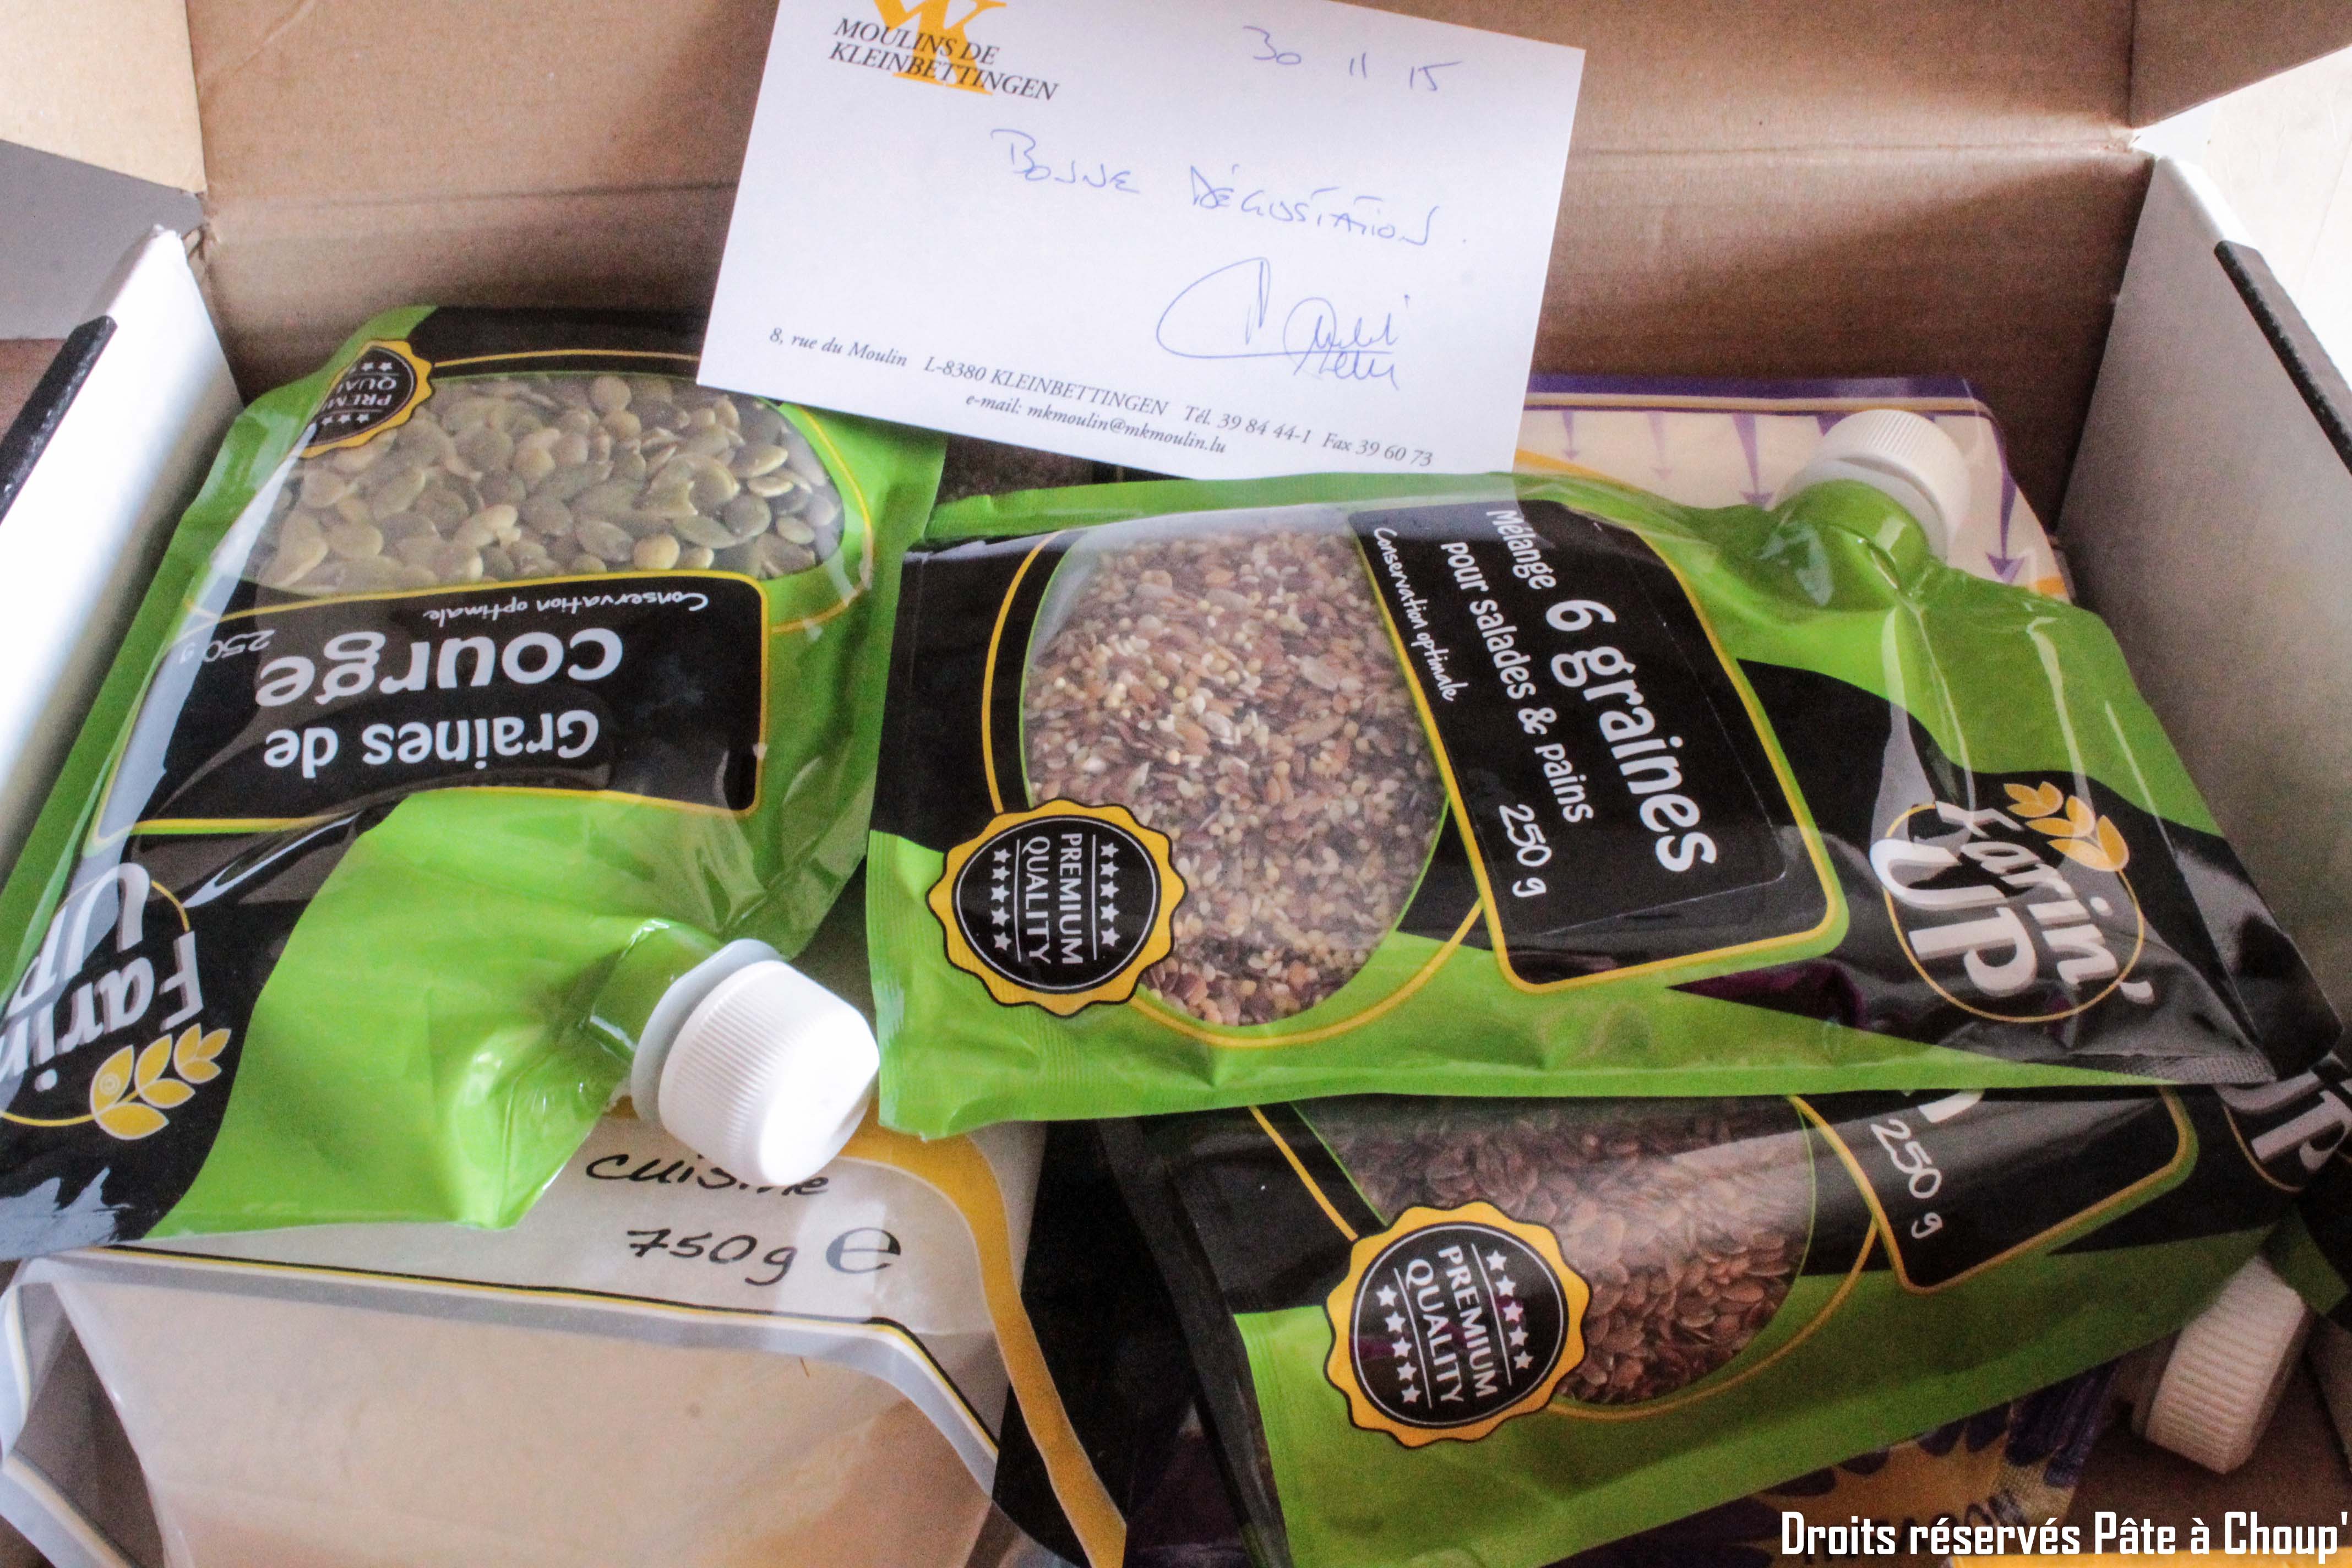 MOULINS DE
KLEINBETTINGEN
30 11 15
BONNE DÉGUSTATION.
8, rue du Moulin L-8380 KLEINBETTINGEN Tél. 39 84 44-1 Fax 39 60 73
e-mail: mkmoulin@mkmoulin.lu
PREMI
QUAL
Graines de
courge
250 g
Conservation optimale
Farin
UP
Mélange 6 graines
pour salades & pains
Conservation optimale
250 g
PREMIUM
QUALITY
Farin'
UP
cuisine
750g e
250 g
PREMIUM
QUALITY
UP
Droits réservés Pâte à Choup'